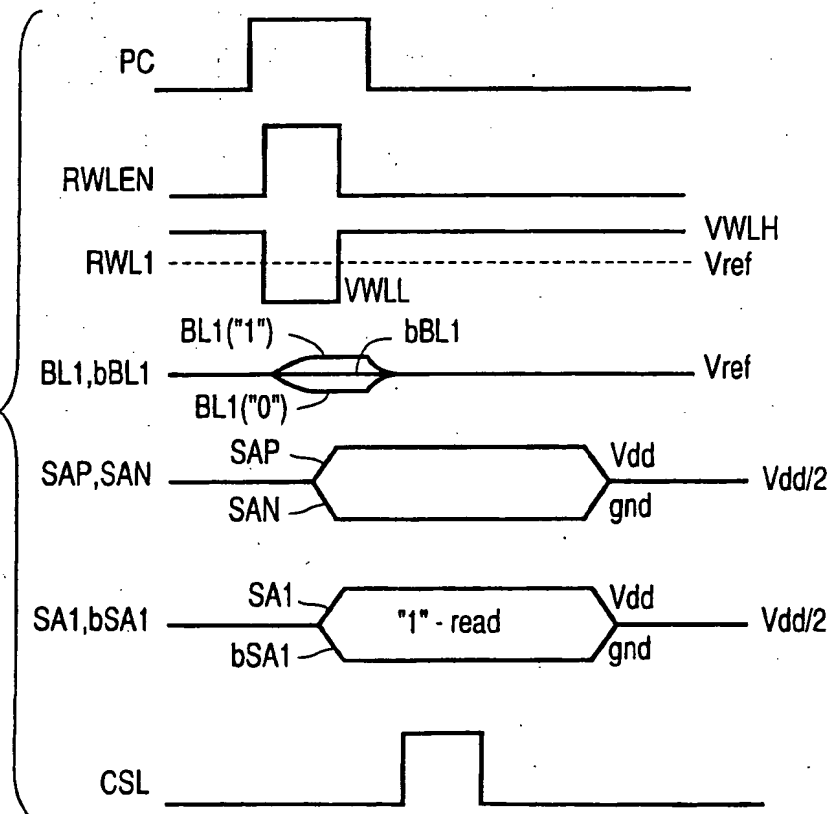 PC
RWLEN
VWLH
RWL1
Vref
VWLL
BL1("1")
bBL1
BL1,bBL1
Vref
BL1("0")
SAP
Vdd
SAP,SAN
Vdd/2
SAN
gnd
SA1
Vdd
SA1,bSA1
"1" - read
Vdd/2
bSA1
gnd
CSL